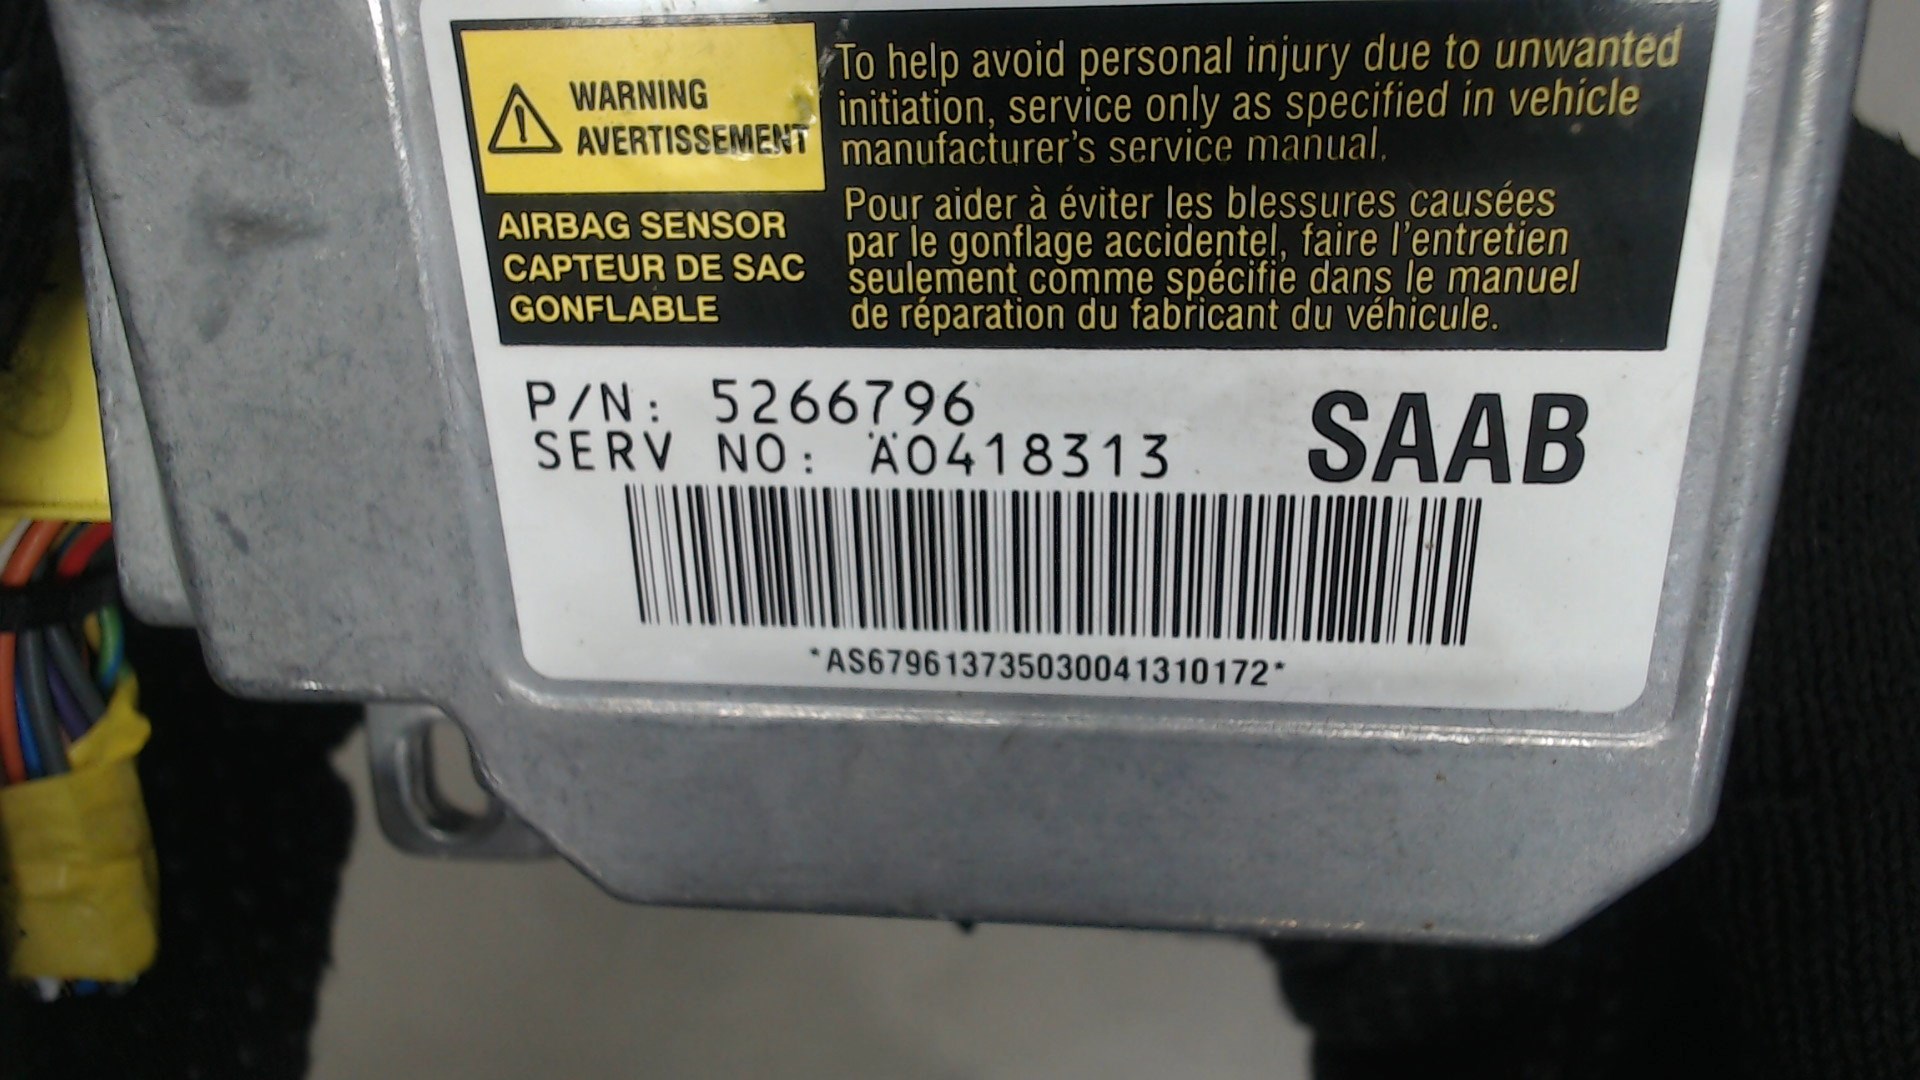 WARNING
AVERTISSEMENT
AIRBAG SENSOR
CAPTEUR DE SAC
GONFLABLE
To help avoid personal injury due to unwanted
initiation, service only as specified in vehicle
manufacturer's service manual.
Pour aider à éviter les blessures causées
par le gonflage accidentel, faire l'entretien
seulement comme spécifie dans le manuel
de réparation du fabricant du véhicule.
P/N: 5266796
SERV NO: A0418313
SAAB
*AS679613735030041310172*